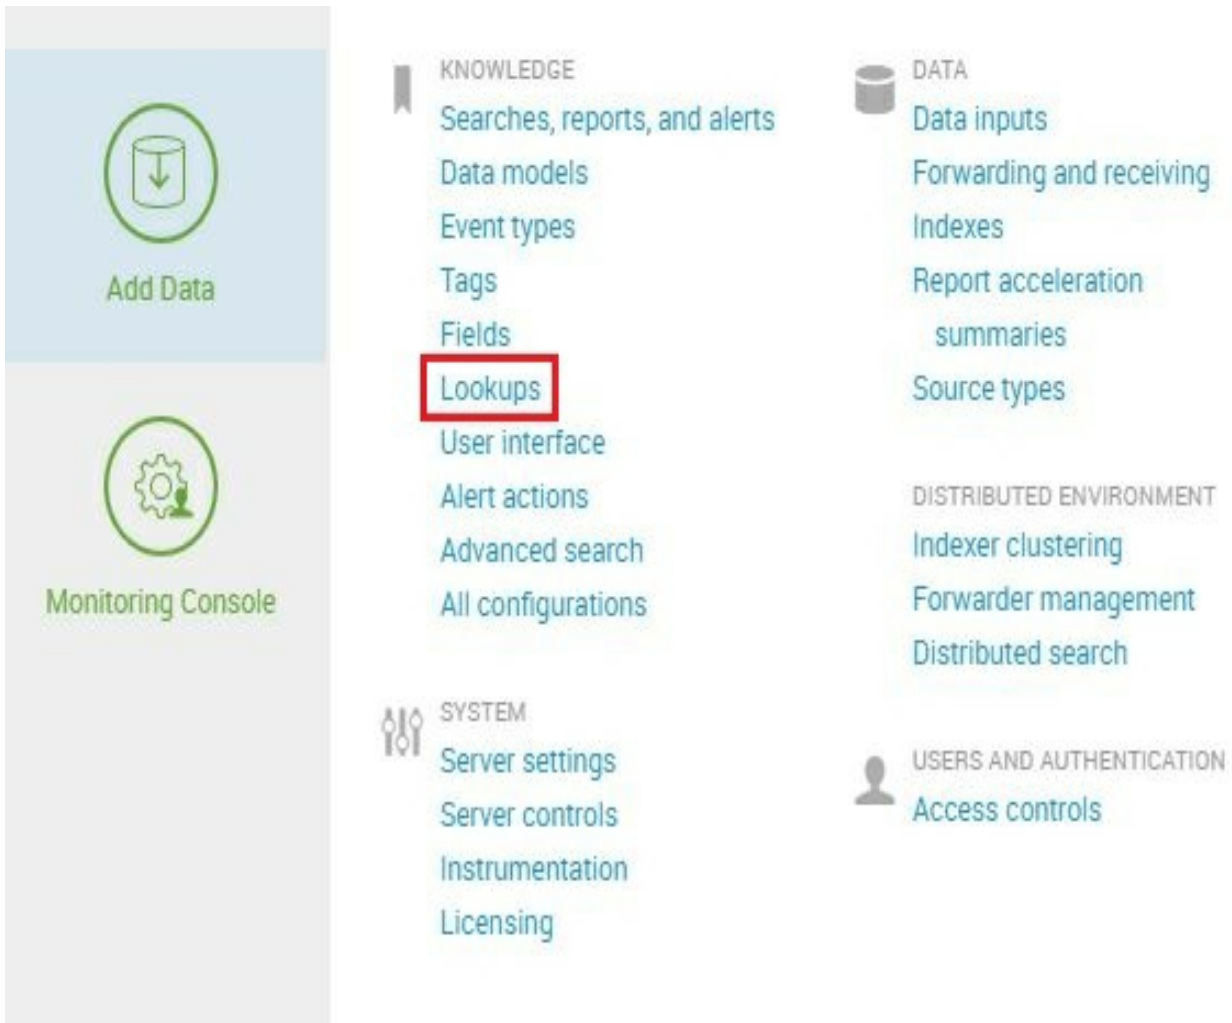 Add Data
Monitoring Console
KNOWLEDGE
Searches, reports, and alerts
Data models
Event types
Tags
Fields
Lookups
User interface
Alert actions
Advanced search
All configurations
SYSTEM
Server settings
Server controls
Instrumentation
Licensing
DATA
Data inputs
Forwarding and receiving
Indexes
Report acceleration
summaries
Source types
DISTRIBUTED ENVIRONMENT
Indexer clustering
Forwarder management
Distributed search
USERS AND AUTHENTICATION
Access controls